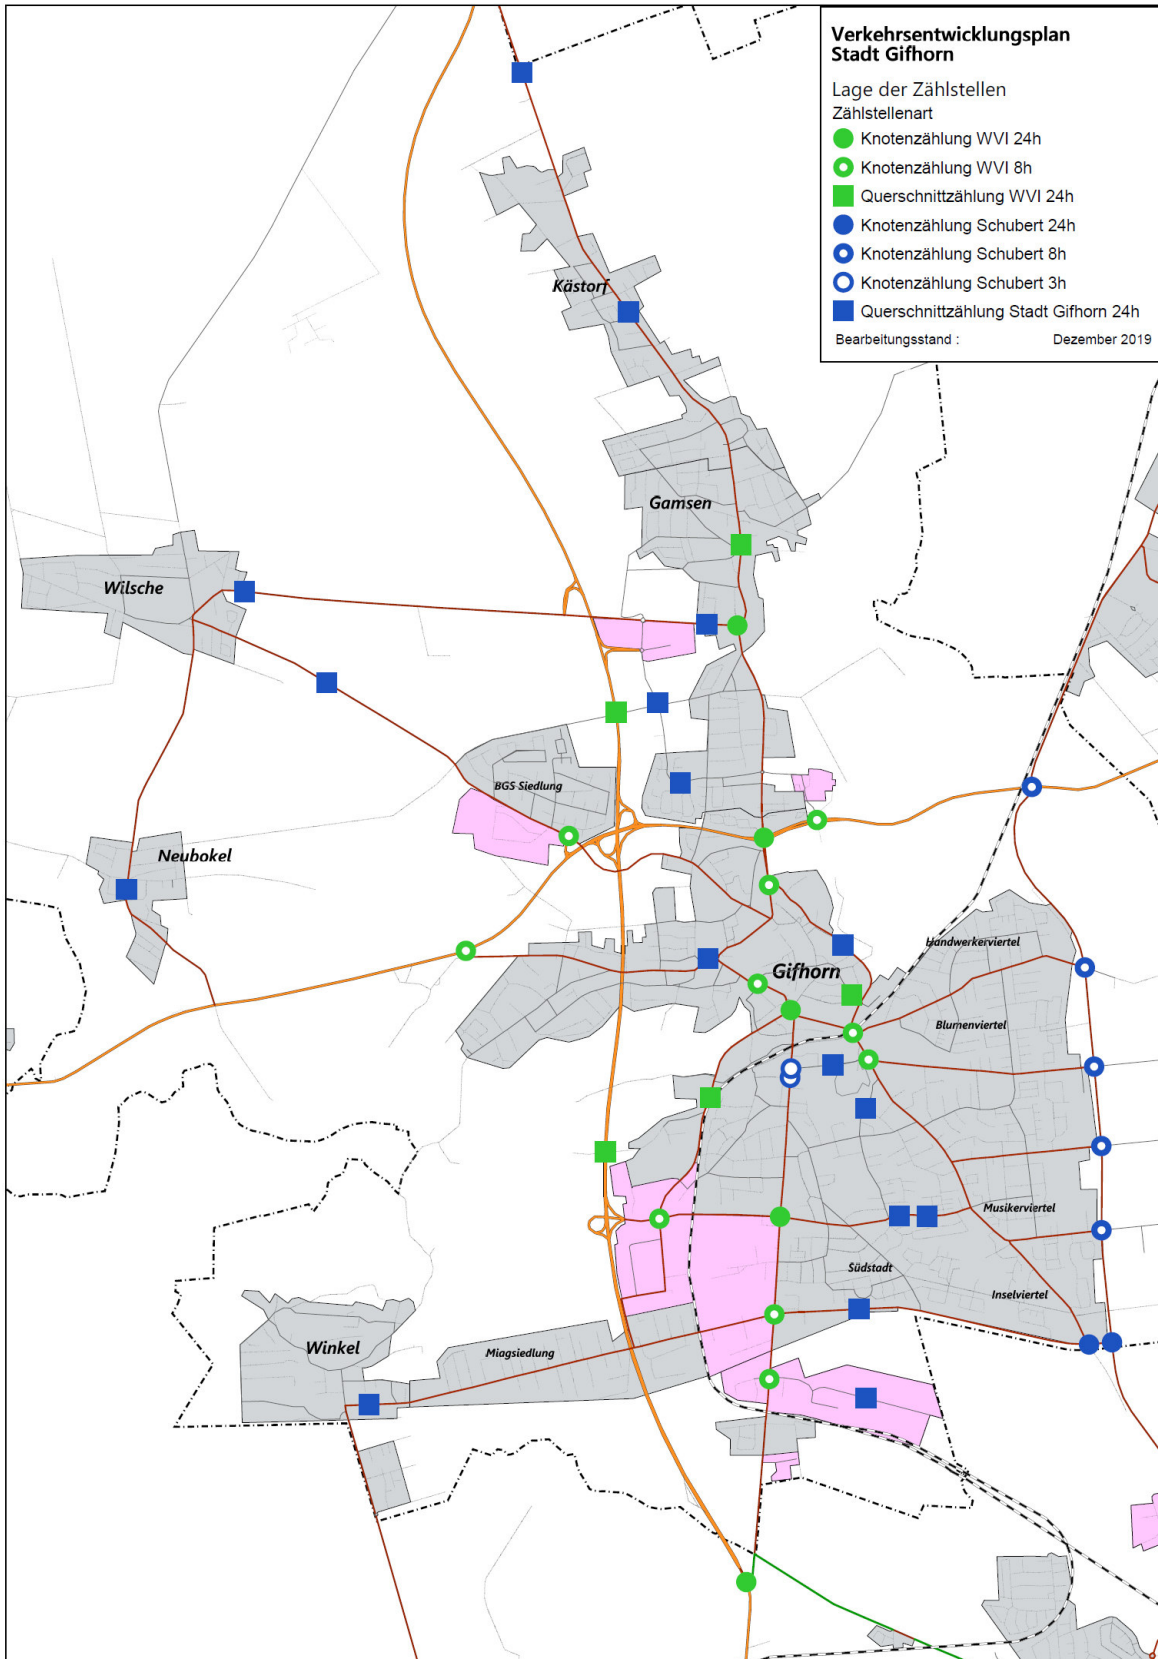 Verkehrsentwicklungsplan
Stadt Gifhorn
Lage der Zählstellen
Zählstellenart
Knotenzählung WVI 24h
Knotenzählung WVI 8h
Querschnittzählung WVI 24h
Knotenzählung Schubert 24h
Knotenzählung Schubert 8h
Knotenzählung Schubert 3h
Querschnittzählung Stadt Gifhorn 24h
Bearbeitungsstand : Dezember 2019
Kästorf
Gamsen
Wilsche
BGS Siedlung
Neubokel
Handwerkerviertel
Gifhorn
Blumenviertel
Musikerviertel
Südstadt
Inselviertel
Winkel
Miagsiedlung